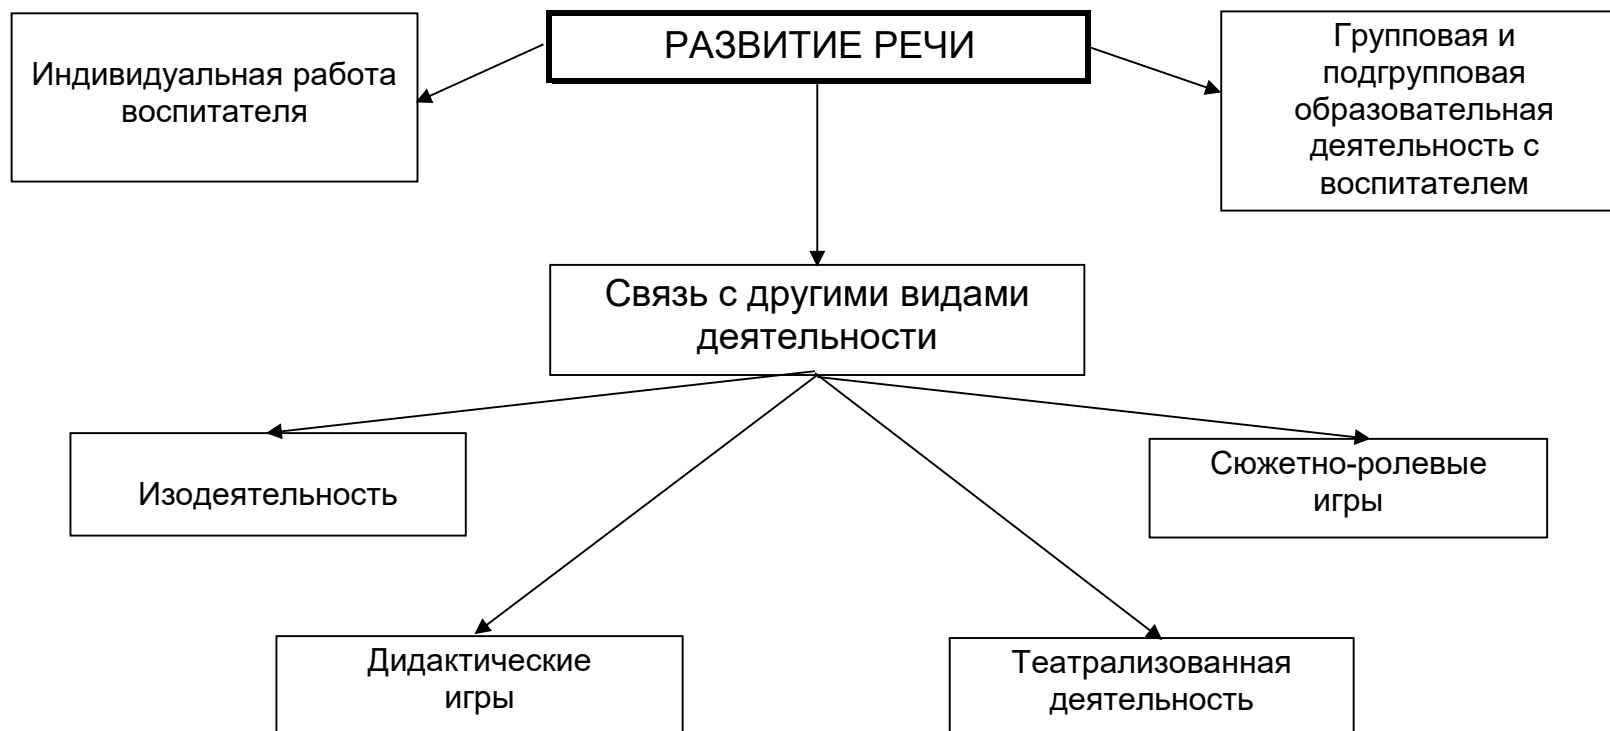 РАЗВИТИЕ РЕЧИ
Индивидуальная работа
воспитателя
Групповая и
подгрупповая
образовательная
деятельность с
воспитателем
Связь с другими видами
деятельности
Изодеятельность
Сюжетно-ролевые
игры
Дидактические
игры
Театрализованная
деятельность